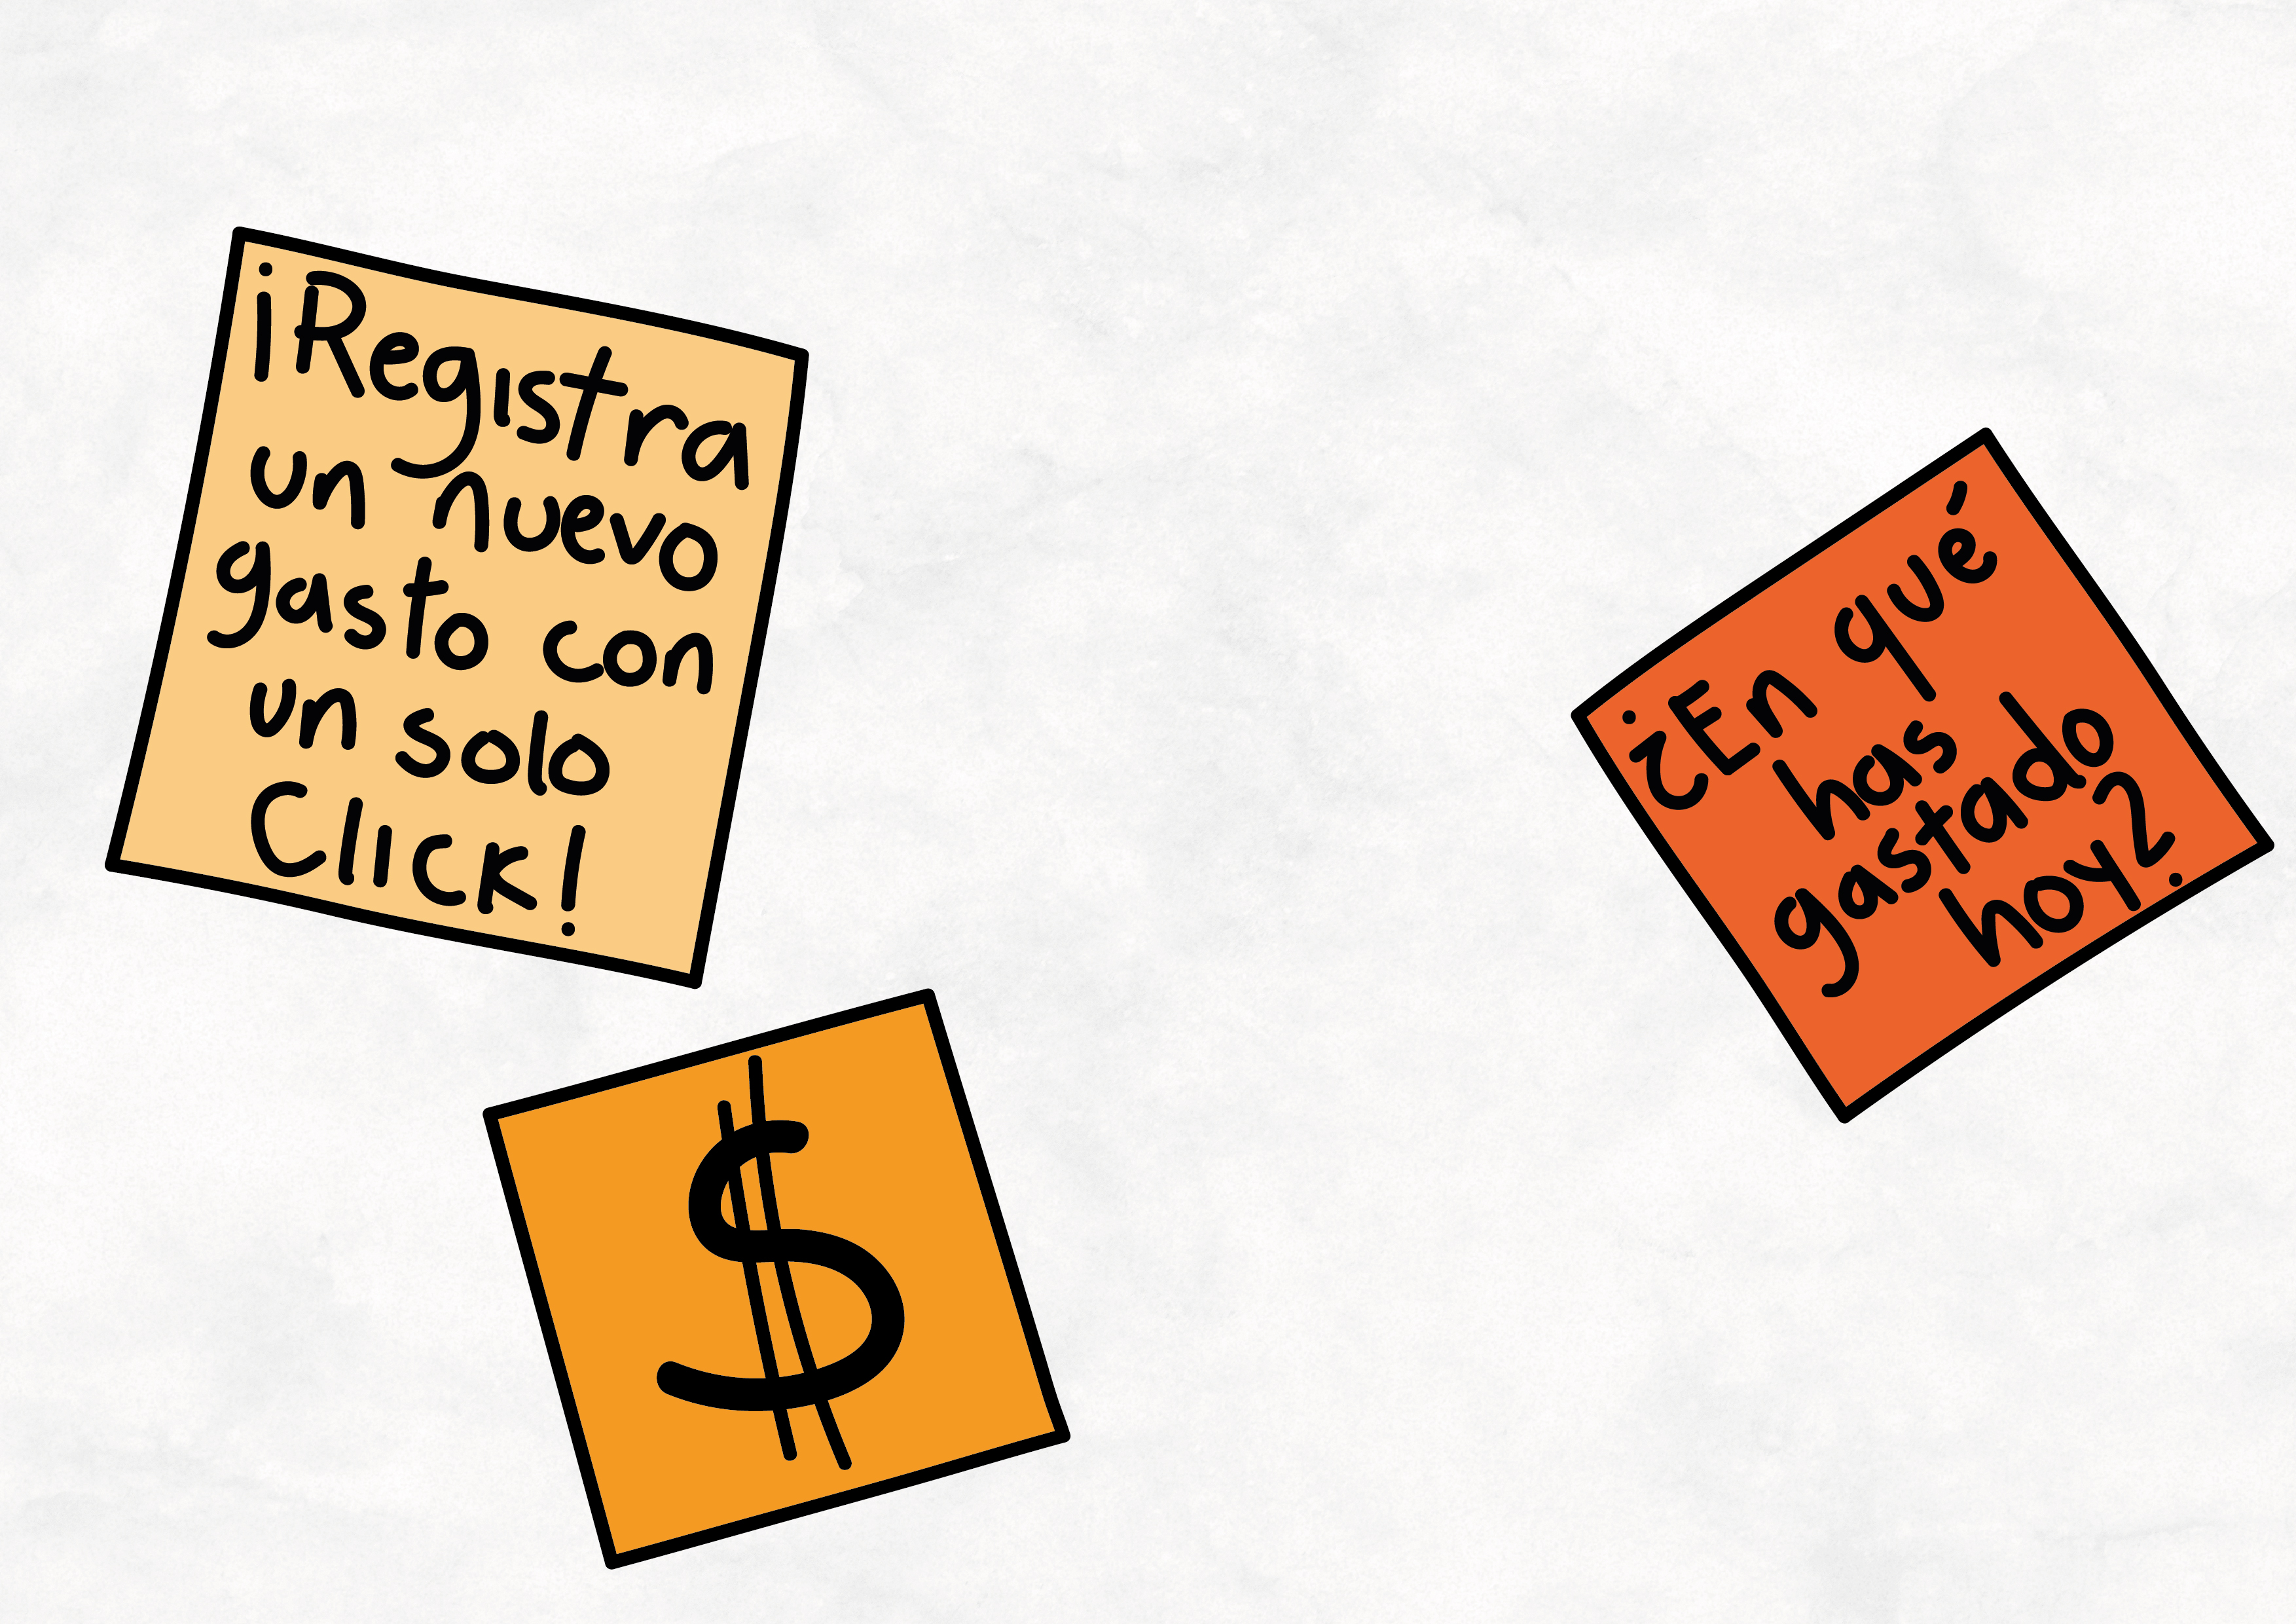 ¡Registra
un nuevo
gasto con
un solo
Click!
$
¿En qué
has
gastado
hoy?